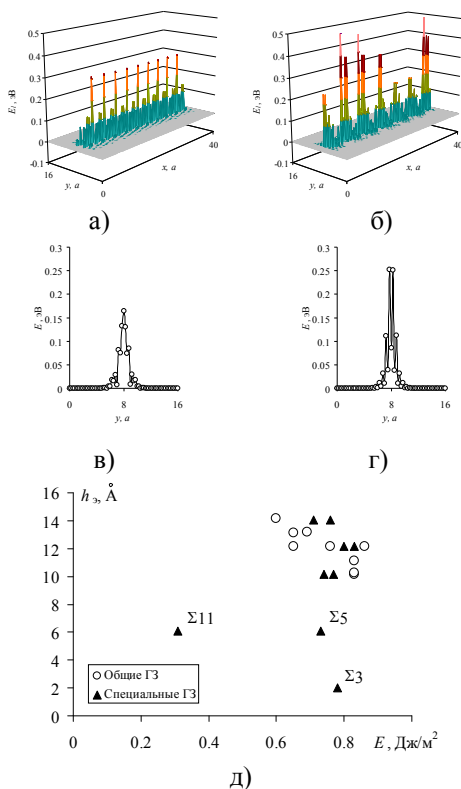 0.5
0.4
0.3
0.2
0.1
0
-0.1
E₁, эВ
16
y, a
0
x, a
40
а)
0.5
0.4
0.3
0.2
0.1
0
-0.1
E₁, эВ
16
y, a
0
x, a
40
б)
0.3
0.25
0.2
0.15
0.1
0.05
0
E, эВ
0 8 16
y, a
в)
0.3
0.25
0.2
0.15
0.1
0.05
0
E, эВ
0 8 16
y, a
г)
16
14
12
10
8
6
4
2
0
h э, Å
Σ11
Σ5
Σ3
Общие ГЗ
Специальные ГЗ
0 0.2 0.4 0.6 0.8 E, Дж/м²
д)